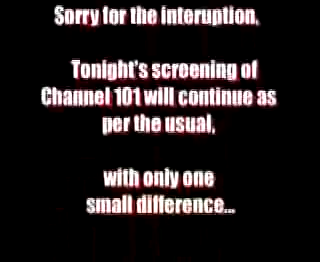 Sorry for the interuption.
Tonight's screening of
Channel 101 will continue as
per the usual,
with only one
small difference...